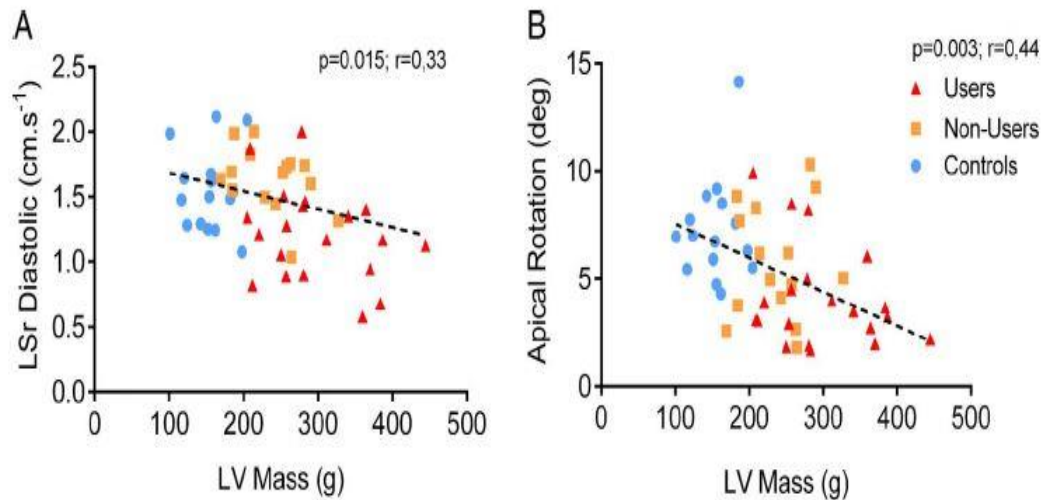 A
p=0.015; r=0,33
LSr Diastolic (cm.s⁻¹)
2.5
2.0
1.5
1.0
0.5
0.0
0 100 200 300 400 500
LV Mass (g)
B
p=0.003; r=0,44
Users
Non-Users
Controls
Apical Rotation (deg)
15
10
5
0
0 100 200 300 400 500
LV Mass (g)